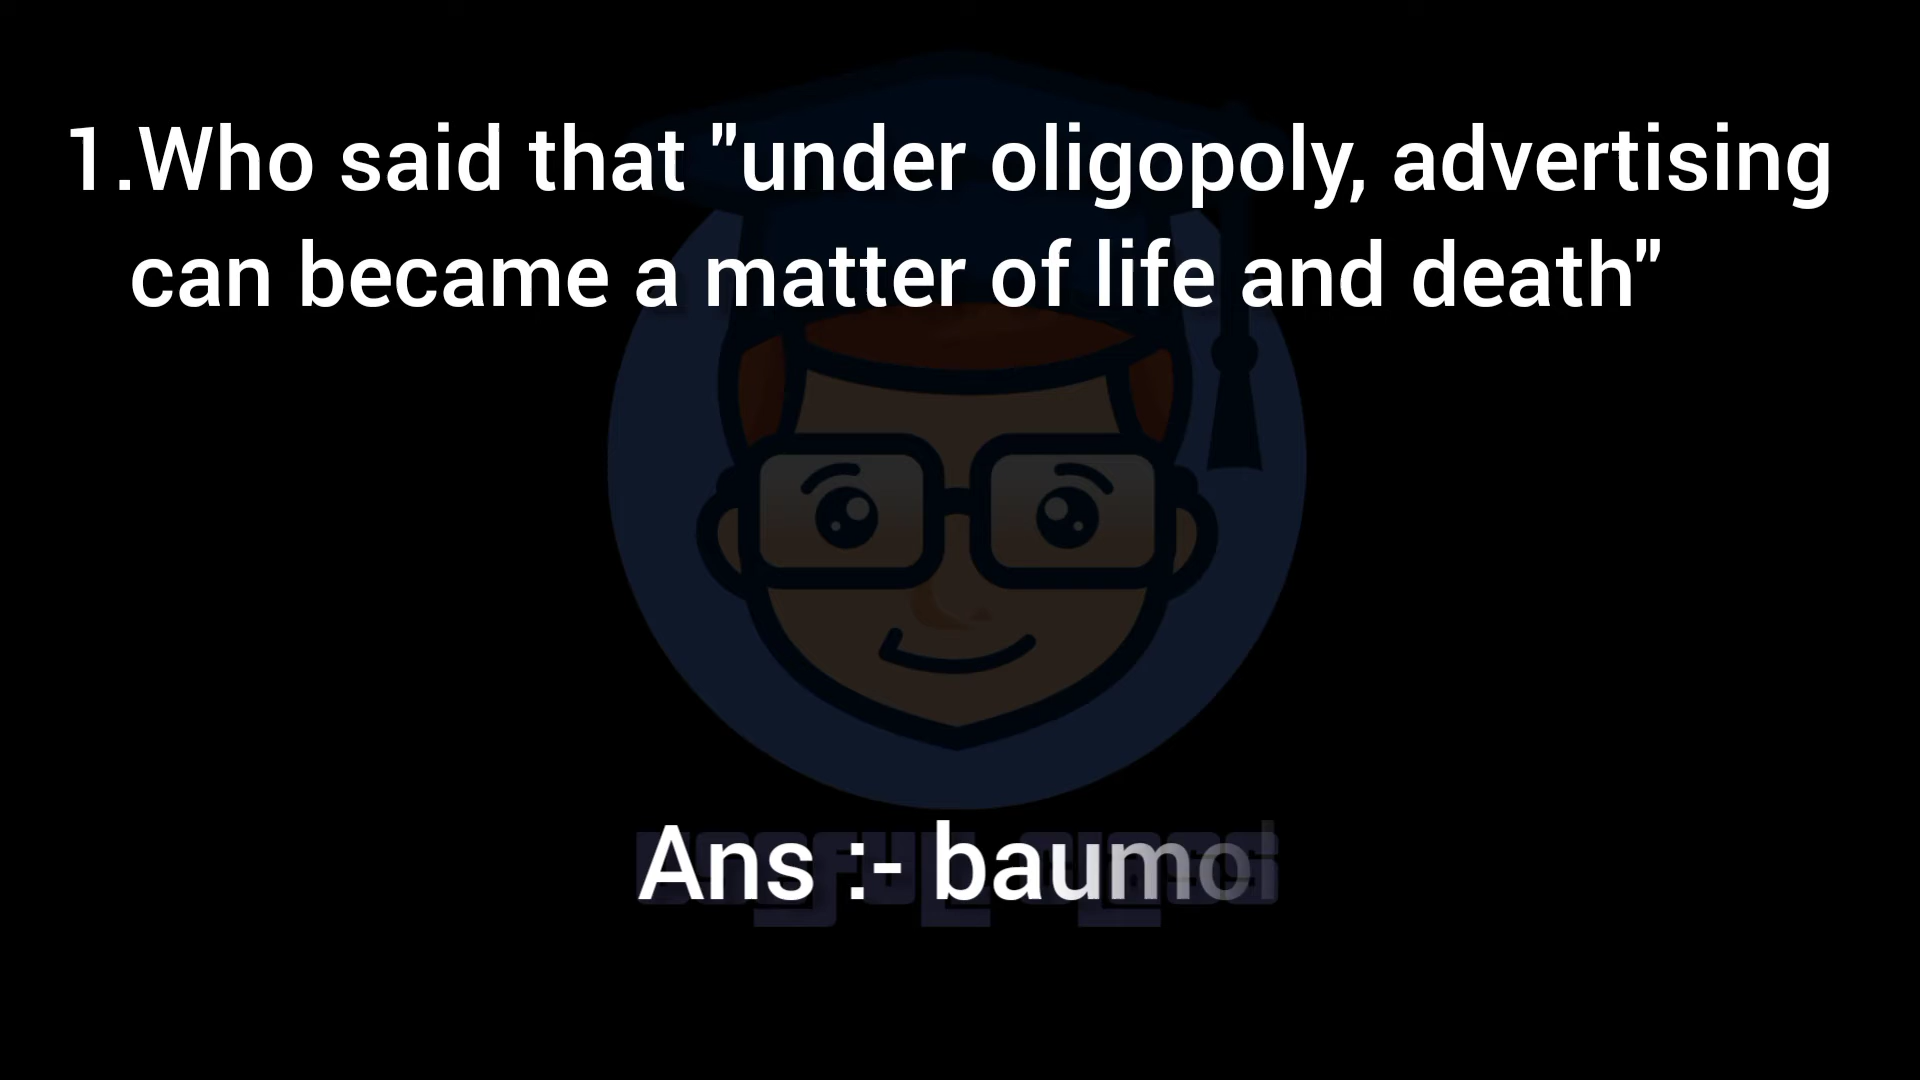 1.Who said that "under oligopoly, advertising
can became a matter of life and death"
Ans :- baumol